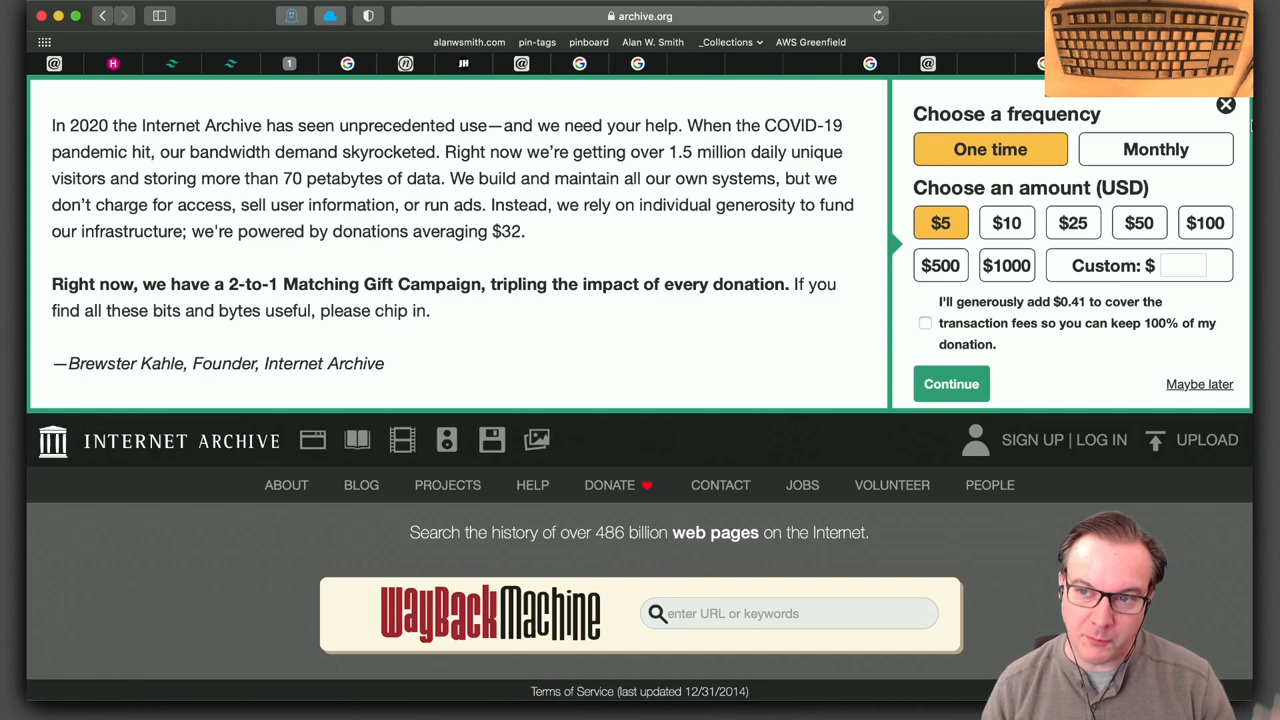 archive.org
alanwsmith.com pin-tags pinboard Alan W. Smith _Collections AWS Greenfield
@ H 1 G n JH @ G G G @ G
In 2020 the Internet Archive has seen unprecedented use—and we need your help. When the COVID-19
pandemic hit, our bandwidth demand skyrocketed. Right now we're getting over 1.5 million daily unique
visitors and storing more than 70 petabytes of data. We build and maintain all our own systems, but we
don't charge for access, sell user information, or run ads. Instead, we rely on individual generosity to fund
our infrastructure; we're powered by donations averaging $32.
Right now, we have a 2-to-1 Matching Gift Campaign, tripling the impact of every donation. If you
find all these bits and bytes useful, please chip in.
—Brewster Kahle, Founder, Internet Archive
Choose a frequency
One time Monthly
Choose an amount (USD)
$5 $10 $25 $50 $100
$500 $1000 Custom: $
I'll generously add $0.41 to cover the
transaction fees so you can keep 100% of my
donation.
Continue Maybe later
INTERNET ARCHIVE SIGN UP | LOG IN UPLOAD
ABOUT BLOG PROJECTS HELP DONATE CONTACT JOBS VOLUNTEER PEOPLE
Search the history of over 486 billion web pages on the Internet.
WayBackMachine enter URL or keywords
Terms of Service (last updated 12/31/2014)